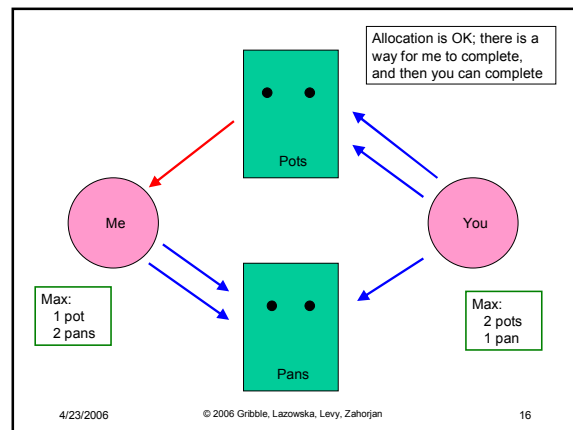 Allocation is OK; there is a
way for me to complete,
and then you can complete
Pots
Me
You
Max:
1 pot
2 pans
Max:
2 pots
1 pan
Pans
4/23/2006
© 2006 Gribble, Lazowska, Levy, Zahorjan
16